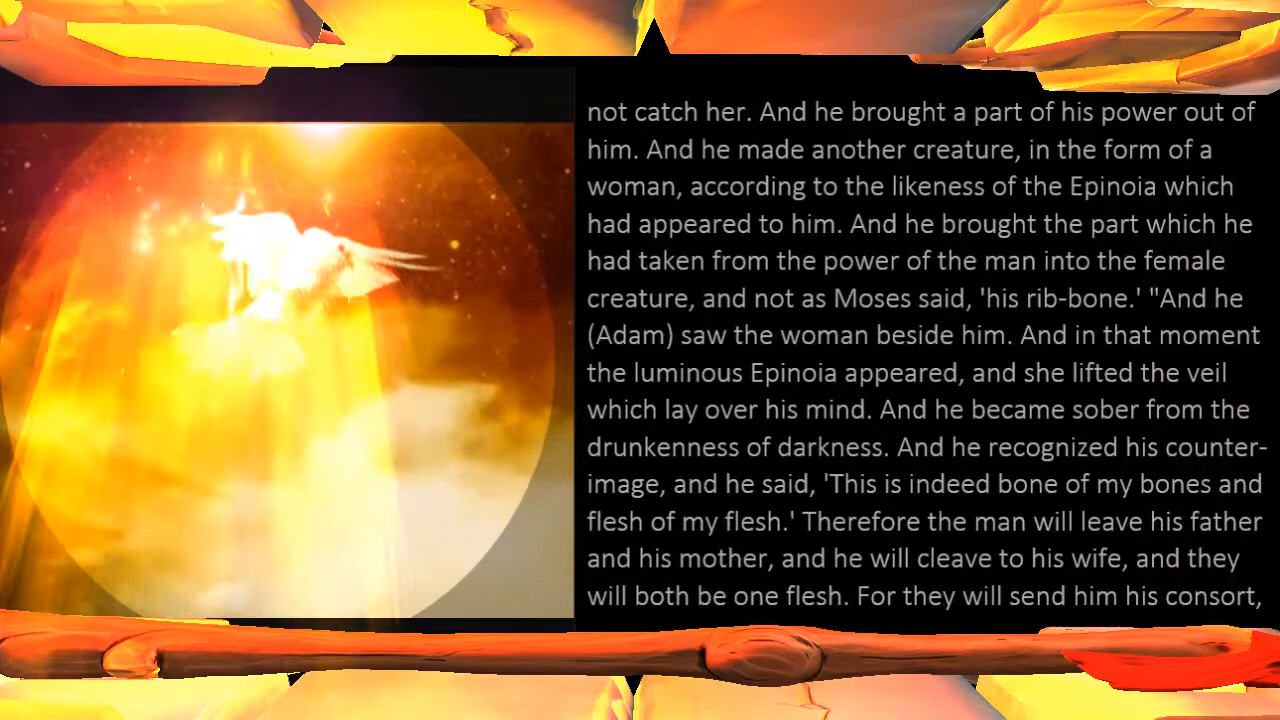 not catch her. And he brought a part of his power out of
him. And he made another creature, in the form of a
woman, according to the likeness of the Epinoia which
had appeared to him. And he brought the part which he
had taken from the power of the man into the female
creature, and not as Moses said, 'his rib-bone.' "And he
(Adam) saw the woman beside him. And in that moment
the luminous Epinoia appeared, and she lifted the veil
which lay over his mind. And he became sober from the
drunkenness of darkness. And he recognized his counter-
image, and he said, 'This is indeed bone of my bones and
flesh of my flesh.' Therefore the man will leave his father
and his mother, and he will cleave to his wife, and they
will both be one flesh. For they will send him his consort,